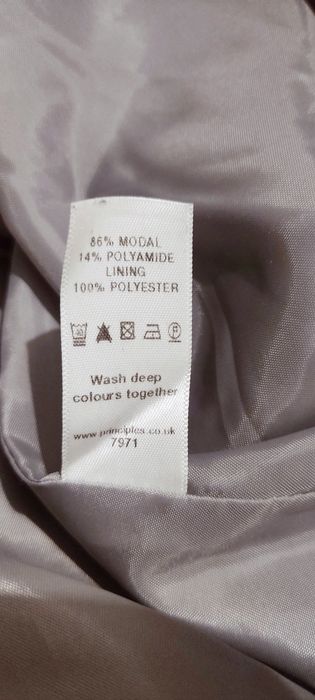 86% MODAL
14% POLYAMIDE
LINING
100% POLYESTER
Wash deep
colours together
www.principles.co.uk
7971